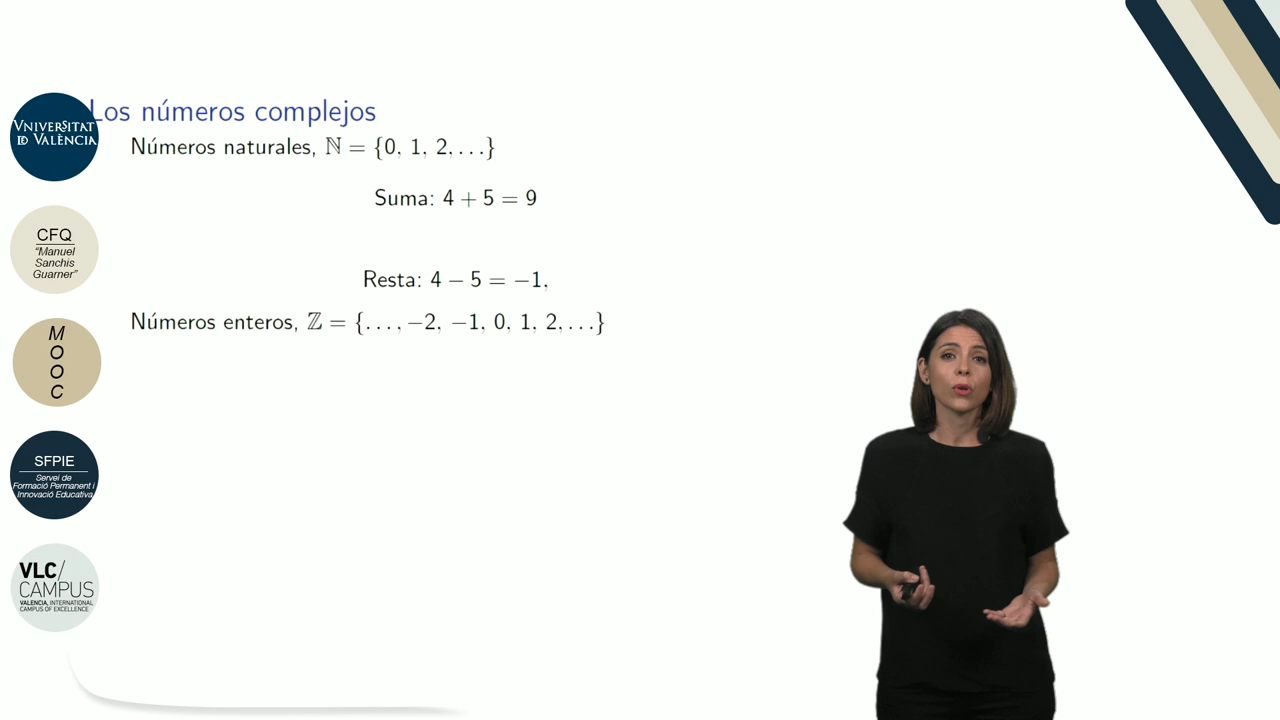 Los números complejos
Números naturales, ℕ = {0, 1, 2, . . .}
Suma: 4 + 5 = 9
Resta: 4 − 5 = −1,
Números enteros, ℤ = {. . . , −2, −1, 0, 1, 2, . . .}
VNIVERSITAT
ID VALÈNCIA
CFQ
“Manuel
Sanchis
Guarner”
M
O
O
C
SFPIE
Servei de
Formació Permanent i
Innovació Educativa
VLC/
CAMPUS
VALENCIA, INTERNATIONAL
CAMPUS OF EXCELLENCE